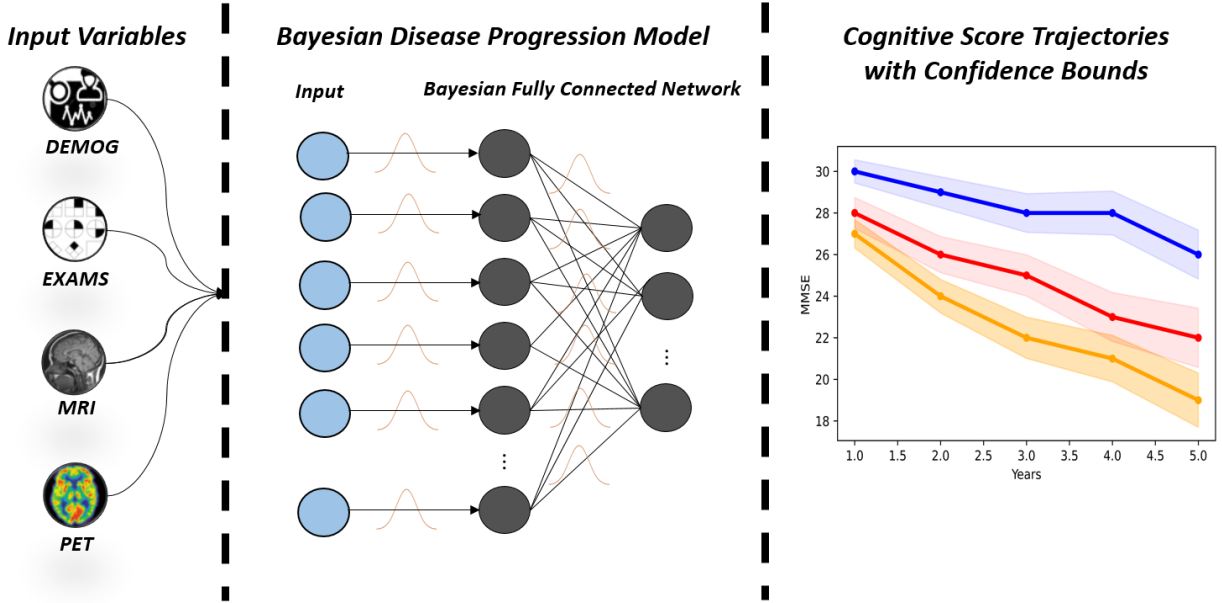 Input Variables
DEMOG
EXAMS
MRI
PET
Bayesian Disease Progression Model
Input
Bayesian Fully Connected Network
...
...
Cognitive Score Trajectories
with Confidence Bounds
MMSE
30
28
26
24
22
20
18
1.0 1.5 2.0 2.5 3.0 3.5 4.0 4.5 5.0
Years